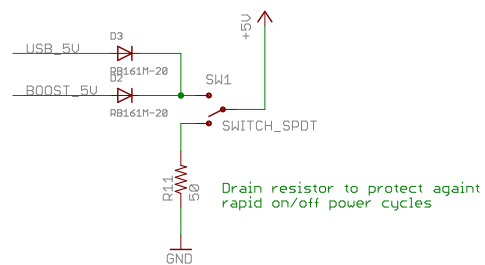 +5V
D3
USB_5V
RB161M-20
D2
BOOST_5V
RB161M-20
SW1
SWITCH_SPDT
R11
50
Drain resistor to protect againt
rapid on/off power cycles
GND